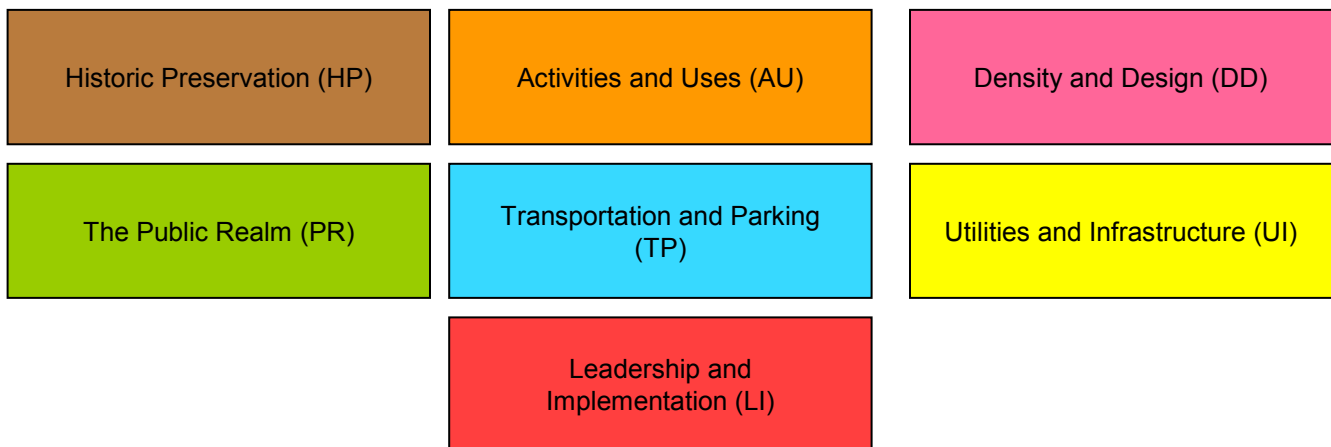 Historic Preservation (HP)
Activities and Uses (AU)
Density and Design (DD)
The Public Realm (PR)
Transportation and Parking
(TP)
Utilities and Infrastructure (UI)
Leadership and
Implementation (LI)